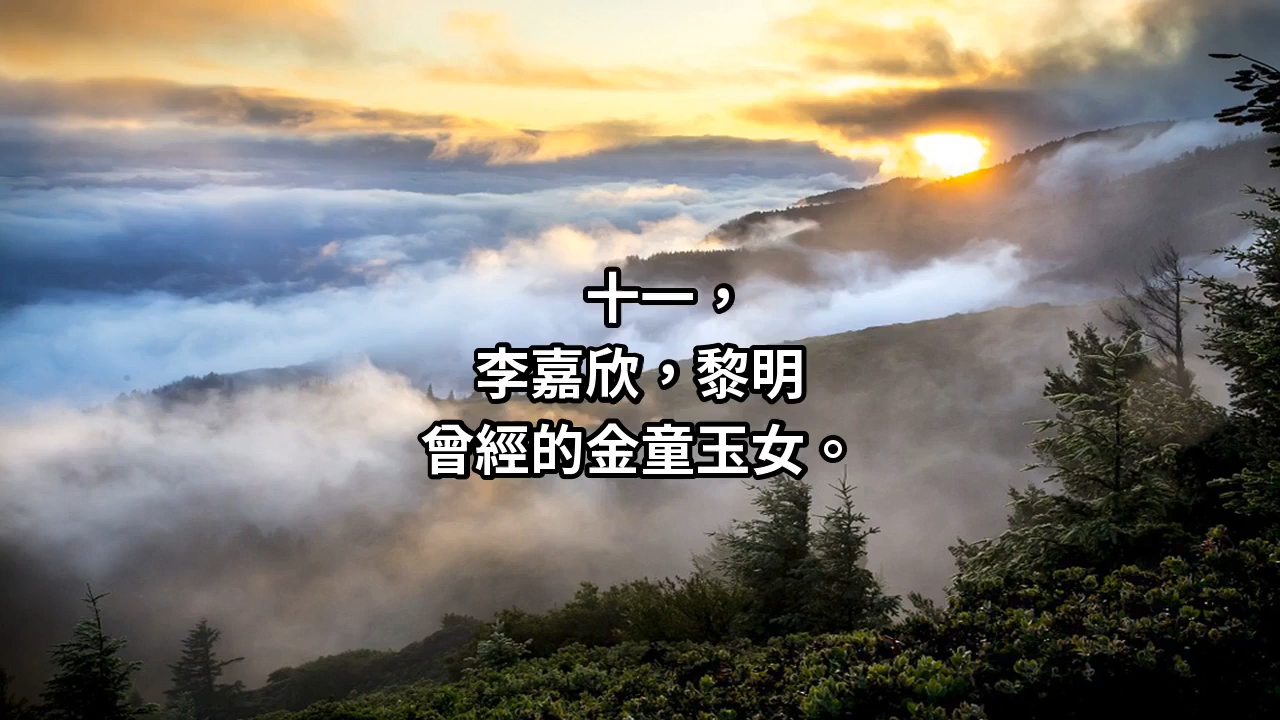 十一，
李嘉欣，黎明
曾經的金童玉女。